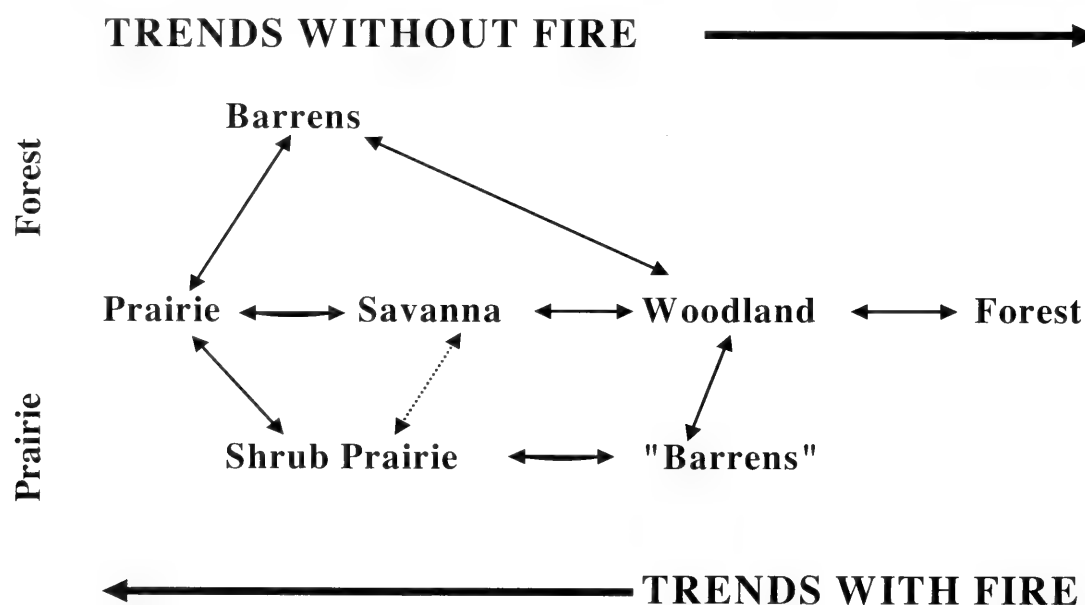 TRENDS WITHOUT FIRE
Barrens
Forest
Prairie Savanna Woodland Forest
Prairie
Shrub Prairie "Barrens"
TRENDS WITH FIRE